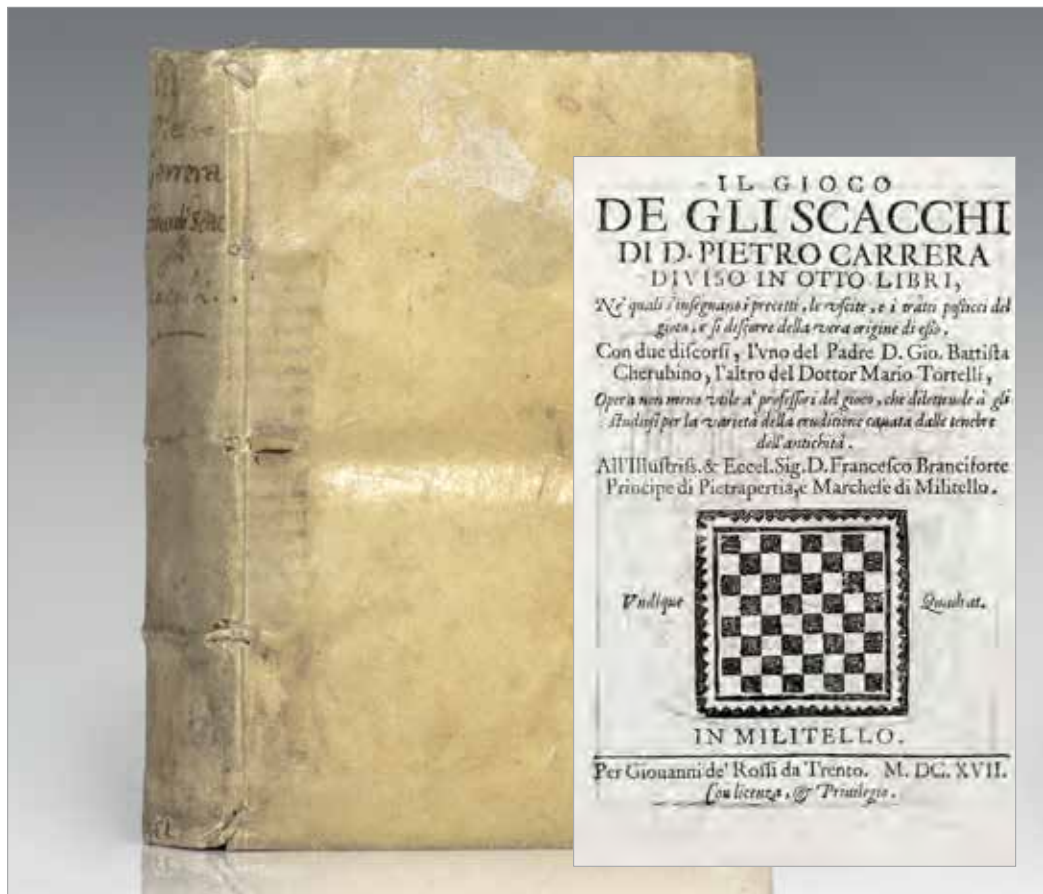 Pie
Carrera
IL GIOCO
DE GLI SCACCHI
DI D. PIETRO CARRERA
DIVISO IN OTTO LIBRI,
Ne' quali s'insegnano i precetti, le vscite, e i tratti posticci del
gioco, e si discorre della vera origine di esso.
Con due discorsi, l'vno del Padre D. Gio. Battista
Cherubino, l'altro del Dottor Mario Tortelli,
Opera non meno vtile a' professori del gioco, che diletteuole à gli
studiosi per la varietà della eruditione cauata dalle tenebre
dell'antichità.
All'Illustriss. & Eccel. Sig. D. Francesco Branciforte
Principe di Pietrapertia, e Marchese di Militello.
Vndique Quadrat.
IN MILITELLO.
Per Giouanni de' Rossi da Trento. M. DC. XVII.
Con licenza, & Priuilegio.